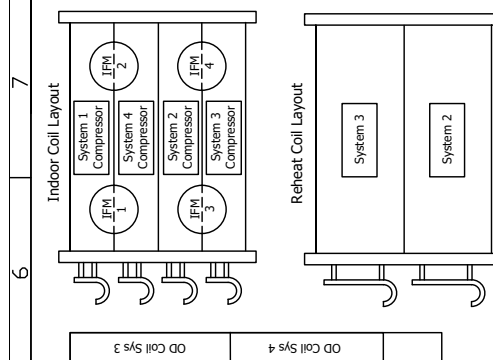 7
6
Indoor Coil Layout
IFM
2
IFM
4
System 1
Compressor
System 4
Compressor
System 2
Compressor
System 3
Compressor
IFM
1
IFM
3
Reheat Coil Layout
System 3
System 2
OD Coil Sys 3
OD Coil Sys 4